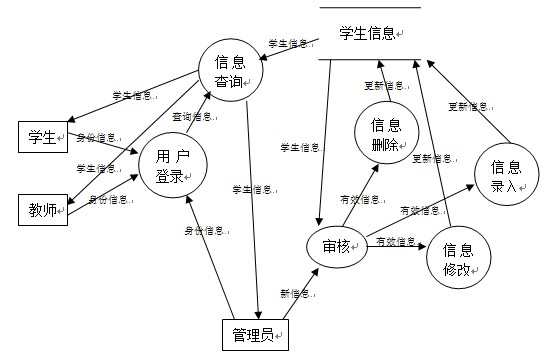 学生信息
学生信息
信息
查询
学生信息
更新信息
更新信息
查询信息
学生
身份信息
用户
登录
信息
删除
学生信息
学生信息
更新信息
信息
录入
学生信息
教师
身份信息
有效信息
有效信息
身份信息
审核
有效信息
信息
修改
新信息
管理员